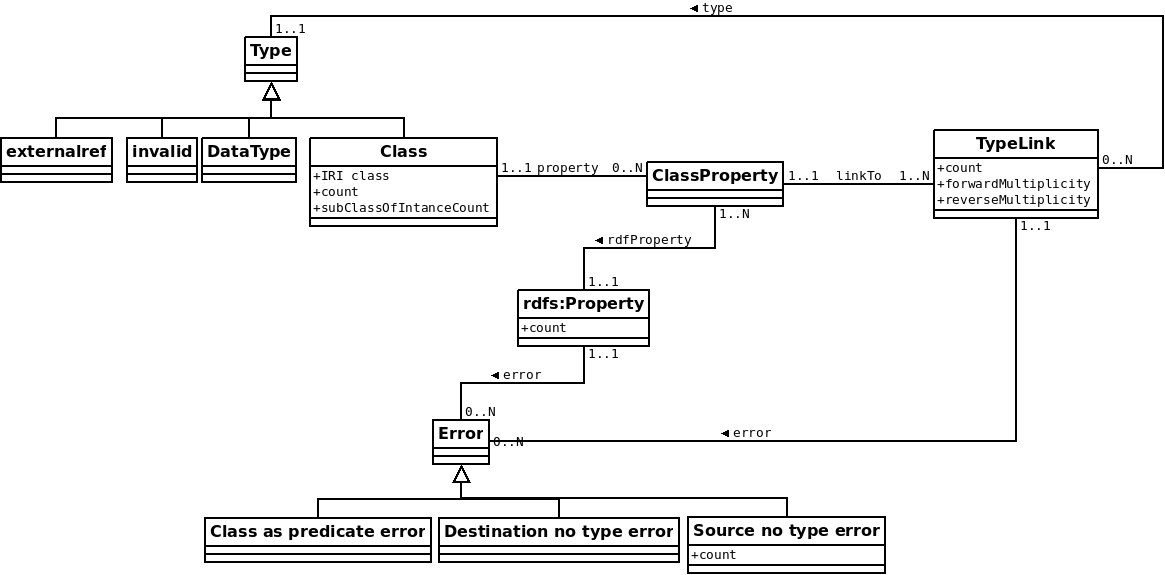 ◄ type
1..1
Type
externalref
invalid
DataType
Class
+IRI class
+count
+subClassOfIntanceCount
1..1 property 0..N
ClassProperty
1..1 linkTo 1..N
TypeLink
+count
+forwardMultiplicity
+reverseMultiplicity
0..N
1..N
1..1
◄ rdfProperty
1..1
rdfs:Property
+count
1..1
◄ error
0..N
Error
0..N
◄ error
Class as predicate error
Destination no type error
Source no type error
+count